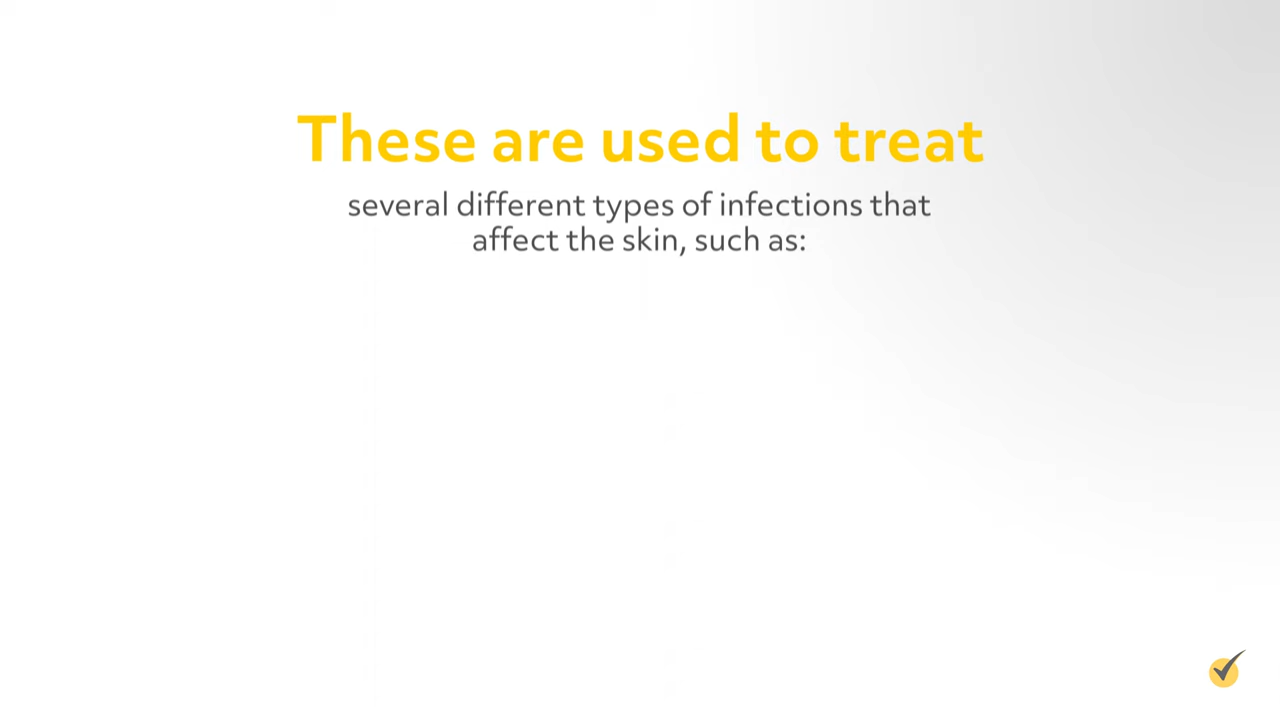 These are used to treat
several different types of infections that
affect the skin, such as: